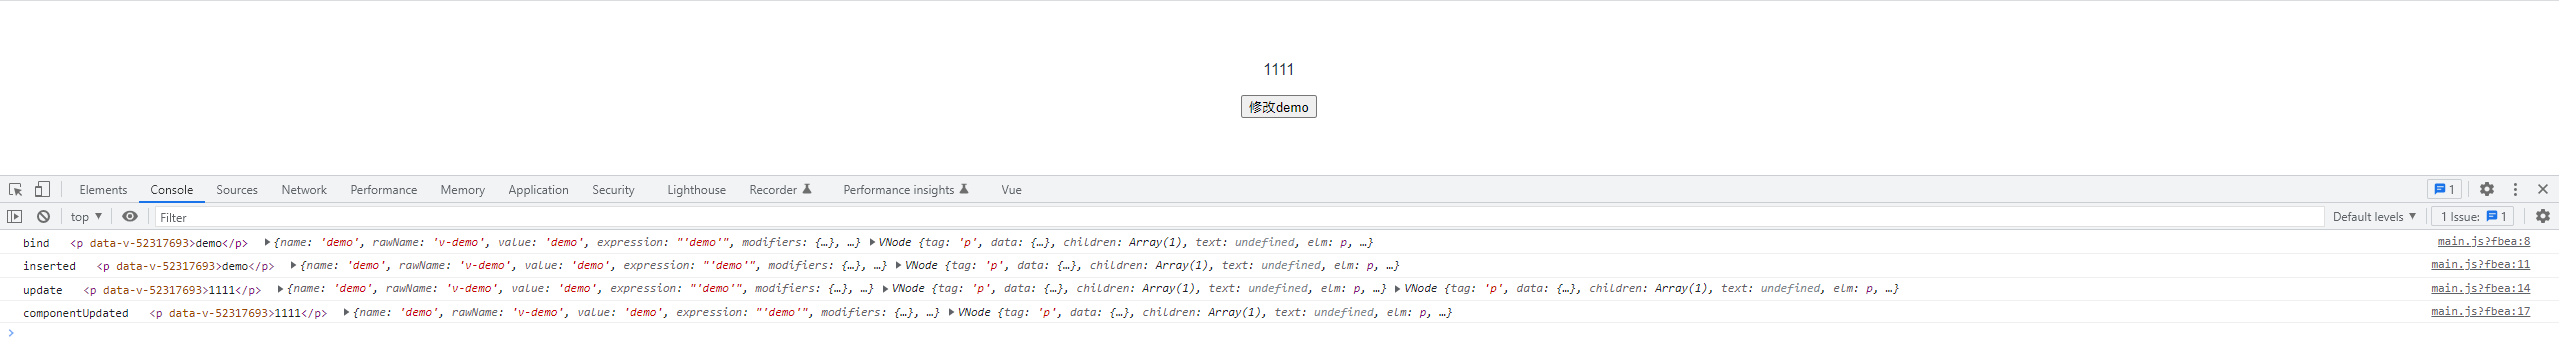 1111
修改demo
Elements Console Sources Network Performance Memory Application Security Lighthouse Recorder Performance insights Vue 1
top Filter Default levels 1 Issue: 1
bind <p data-v-52317693>demo</p> {name: 'demo', rawName: 'v-demo', value: 'demo', expression: "'demo'", modifiers: {…}, …} VNode {tag: 'p', data: {…}, children: Array(1), text: undefined, elm: p, …} main.js?fbea:8
inserted <p data-v-52317693>demo</p> {name: 'demo', rawName: 'v-demo', value: 'demo', expression: "'demo'", modifiers: {…}, …} VNode {tag: 'p', data: {…}, children: Array(1), text: undefined, elm: p, …} main.js?fbea:11
update <p data-v-52317693>1111</p> {name: 'demo', rawName: 'v-demo', value: 'demo', expression: "'demo'", modifiers: {…}, …} VNode {tag: 'p', data: {…}, children: Array(1), text: undefined, elm: p, …} VNode {tag: 'p', data: {…}, children: Array(1), text: undefined, elm: p, …} main.js?fbea:14
componentUpdated <p data-v-52317693>1111</p> {name: 'demo', rawName: 'v-demo', value: 'demo', expression: "'demo'", modifiers: {…}, …} VNode {tag: 'p', data: {…}, children: Array(1), text: undefined, elm: p, …} main.js?fbea:17